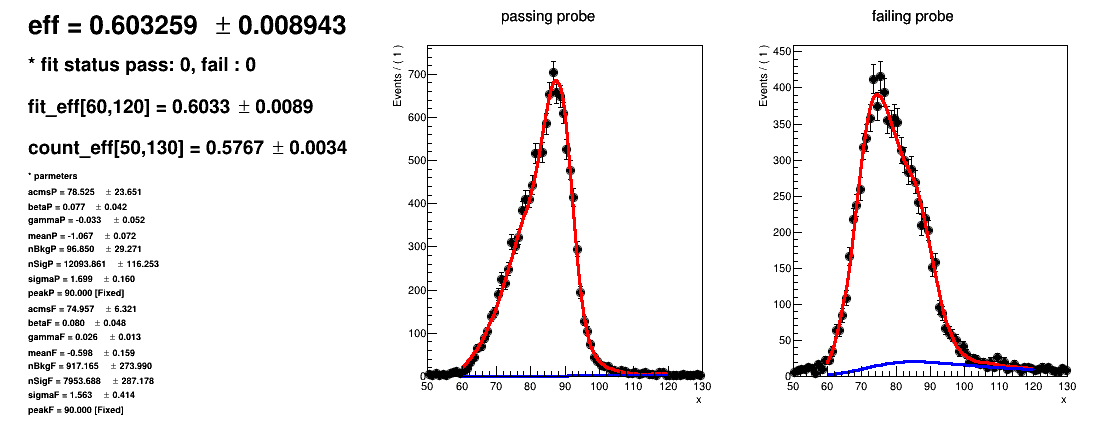 eff = 0.603259 ± 0.008943
* fit status pass: 0, fail : 0
fit_eff[60,120] = 0.6033 ± 0.0089
count_eff[50,130] = 0.5767 ± 0.0034
* parmeters
acmsP = 78.525 ± 23.651
betaP = 0.077 ± 0.042
gammaP = -0.033 ± 0.052
meanP = -1.067 ± 0.072
nBkgP = 96.850 ± 29.271
nSigP = 12093.861 ± 116.253
sigmaP = 1.699 ± 0.160
peakP = 90.000 [Fixed]
acmsF = 74.957 ± 6.321
betaF = 0.080 ± 0.048
gammaF = 0.026 ± 0.013
meanF = -0.598 ± 0.159
nBkgF = 917.165 ± 273.990
nSigF = 7953.688 ± 287.178
sigmaF = 1.563 ± 0.414
peakF = 90.000 [Fixed]
passing probe
Events / ( 1 )
700
600
500
400
300
200
100
0
50 60 70 80 90 100 110 120 130
x
failing probe
Events / ( 1 )
450
400
350
300
250
200
150
100
50
0
50 60 70 80 90 100 110 120 130
x